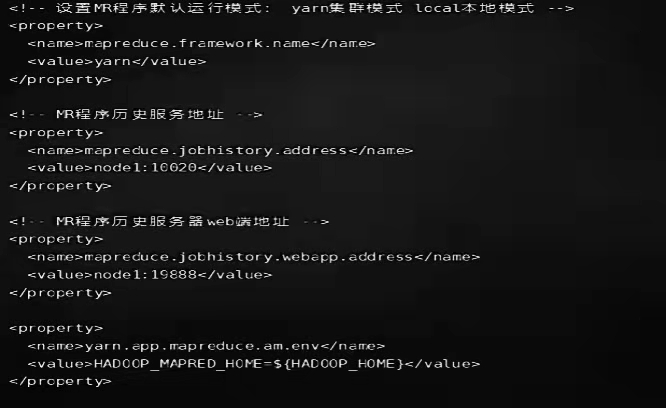 <!-- 设置MR程序默认运行模式: yarn集群模式 local本地模式 -->
<property>
<name>mapreduce.framework.name</name>
<value>yarn</value>
</property>
<!-- MR程序历史服务地址 -->
<property>
<name>mapreduce.jobhistory.address</name>
<value>node1:10020</value>
</property>
<!-- MR程序历史服务器web端地址 -->
<property>
<name>mapreduce.jobhistory.webapp.address</name>
<value>node1:19888</value>
</property>
<property>
<name>yarn.app.mapreduce.am.env</name>
<value>HADOOP_MAPRED_HOME=${HADOOP_HOME}</value>
</property>